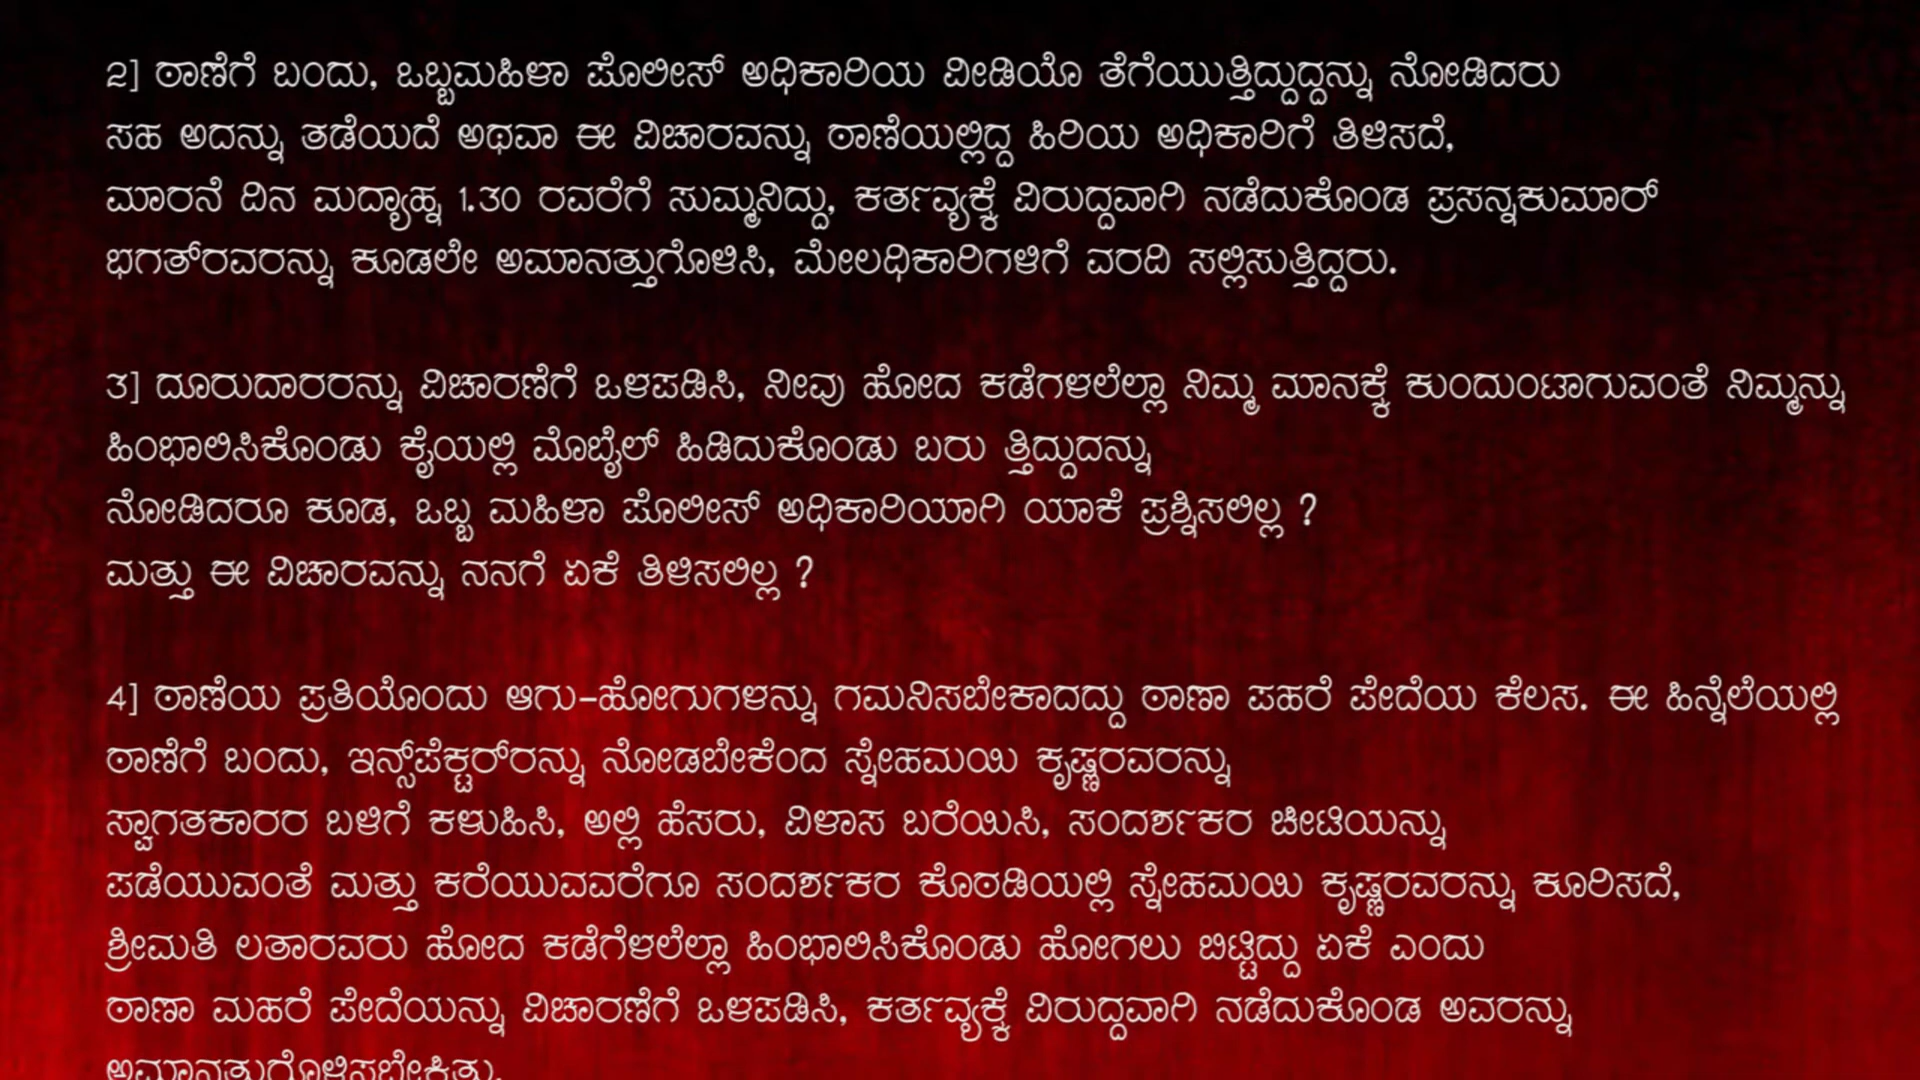 2] ಠಾಣೆಗೆ ಬಂದು, ಒಬ್ಬಮಹಿಳಾ ಪೊಲೀಸ್ ಅಧಿಕಾರಿಯ ವೀಡಿಯೊ ತೆಗೆಯುತ್ತಿದ್ದುದ್ದನ್ನು ನೋಡಿದರು
ಸಹ ಅದನ್ನು ತಡೆಯದೆ ಅಥವಾ ಈ ವಿಚಾರವನ್ನು ಠಾಣೆಯಲ್ಲಿದ್ದ ಹಿರಿಯ ಅಧಿಕಾರಿಗೆ ತಿಳಿಸದೆ,
ಮಾರನೆ ದಿನ ಮದ್ಯಾಹ್ನ 1.30 ರವರೆಗೆ ಸುಮ್ಮನಿದ್ದು, ಕರ್ತವ್ಯಕ್ಕೆ ವಿರುದ್ದವಾಗಿ ನಡೆದುಕೊಂಡ ಪ್ರಸನ್ನಕುಮಾರ್
ಭಗತ್‌ರವರನ್ನು ಕೂಡಲೇ ಅಮಾನತ್ತುಗೊಳಿಸಿ, ಮೇಲಧಿಕಾರಿಗಳಿಗೆ ವರದಿ ಸಲ್ಲಿಸುತ್ತಿದ್ದರು.
3] ದೂರುದಾರರನ್ನು ವಿಚಾರಣೆಗೆ ಒಳಪಡಿಸಿ, ನೀವು ಹೋದ ಕಡೆಗಳಲೆಲ್ಲಾ ನಿಮ್ಮ ಮಾನಕ್ಕೆ ಕುಂದುಂಟಾಗುವಂತೆ ನಿಮ್ಮನ್ನು
ಹಿಂಭಾಲಿಸಿಕೊಂಡು ಕೈಯಲ್ಲಿ ಮೊಬೈಲ್ ಹಿಡಿದುಕೊಂಡು ಬರು ತ್ತಿದ್ದುದನ್ನು
ನೋಡಿದರೂ ಕೂಡ, ಒಬ್ಬ ಮಹಿಳಾ ಪೊಲೀಸ್ ಅಧಿಕಾರಿಯಾಗಿ ಯಾಕೆ ಪ್ರಶ್ನಿಸಲಿಲ್ಲ ?
ಮತ್ತು ಈ ವಿಚಾರವನ್ನು ನನಗೆ ಏಕೆ ತಿಳಿಸಲಿಲ್ಲ ?
4] ಠಾಣೆಯ ಪ್ರತಿಯೊಂದು ಆಗು-ಹೋಗುಗಳನ್ನು ಗಮನಿಸಬೇಕಾದದ್ದು ಠಾಣಾ ಪಹರೆ ಪೇದೆಯ ಕೆಲಸ. ಈ ಹಿನ್ನೆಲೆಯಲ್ಲಿ
ಠಾಣೆಗೆ ಬಂದು, ಇನ್ಸ್‌ಪೆಕ್ಟರ್‌ರನ್ನು ನೋಡಬೇಕೆಂದ ಸ್ನೇಹಮಯಿ ಕೃಷ್ಣರವರನ್ನು
ಸ್ವಾಗತಕಾರರ ಬಳಿಗೆ ಕಳುಹಿಸಿ, ಅಲ್ಲಿ ಹೆಸರು, ವಿಳಾಸ ಬರೆಯಿಸಿ, ಸಂದರ್ಶಕರ ಚೀಟಿಯನ್ನು
ಪಡೆಯುವಂತೆ ಮತ್ತು ಕರೆಯುವವರೆಗೂ ಸಂದರ್ಶಕರ ಕೊಠಡಿಯಲ್ಲಿ ಸ್ನೇಹಮಯಿ ಕೃಷ್ಣರವರನ್ನು ಕೂರಿಸದೆ,
ಶ್ರೀಮತಿ ಲತಾರವರು ಹೋದ ಕಡೆಗೆಳಲೆಲ್ಲಾ ಹಿಂಭಾಲಿಸಿಕೊಂಡು ಹೋಗಲು ಬಿಟ್ಟಿದ್ದು ಏಕೆ ಎಂದು
ಠಾಣಾ ಮಹರೆ ಪೇದೆಯನ್ನು ವಿಚಾರಣೆಗೆ ಒಳಪಡಿಸಿ, ಕರ್ತವ್ಯಕ್ಕೆ ವಿರುದ್ದವಾಗಿ ನಡೆದುಕೊಂಡ ಅವರನ್ನು
ಅಮಾನತುಗೊಳಿಸಬೇಕಿತ್ತು.